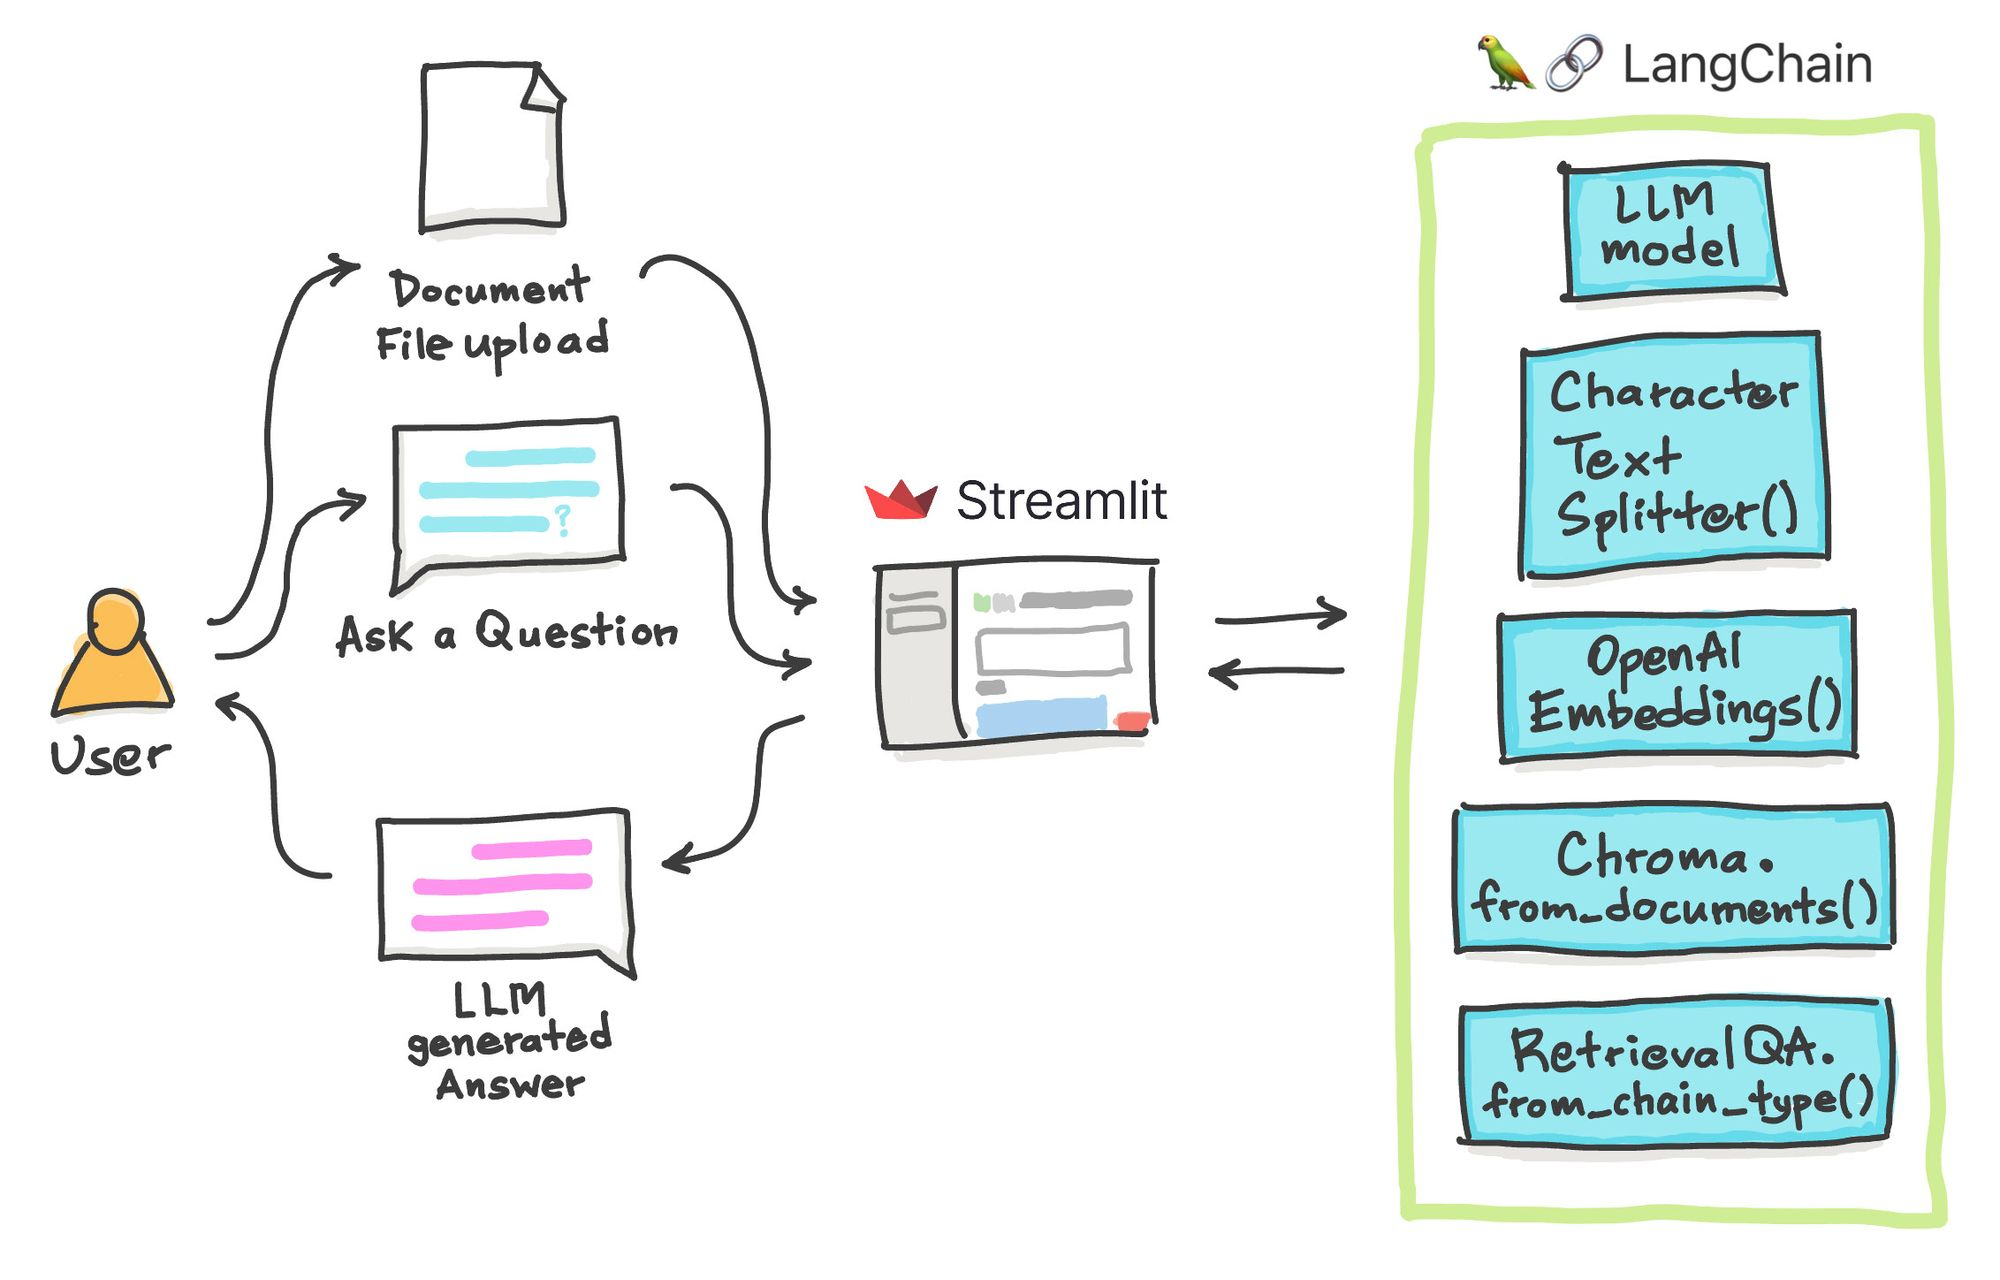 LangChain
LLM
model
Character
Text
Splitter()
OpenAI
Embeddings()
Chroma.
from_documents()
RetrievalQA.
from_chain_type()
Document
File upload
?
Ask a Question
Streamlit
User
LLM
generated
Answer